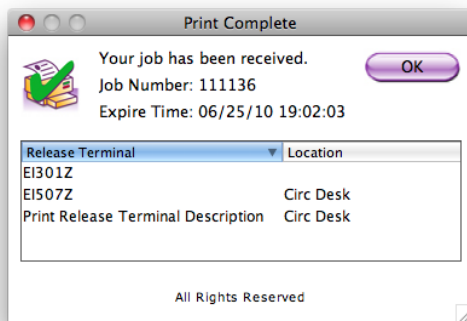 Print Complete
Your job has been received.
OK
Job Number: 111136
Expire Time: 06/25/10 19:02:03
Release Terminal Location
EI301Z
EI507Z Circ Desk
Print Release Terminal Description Circ Desk
All Rights Reserved